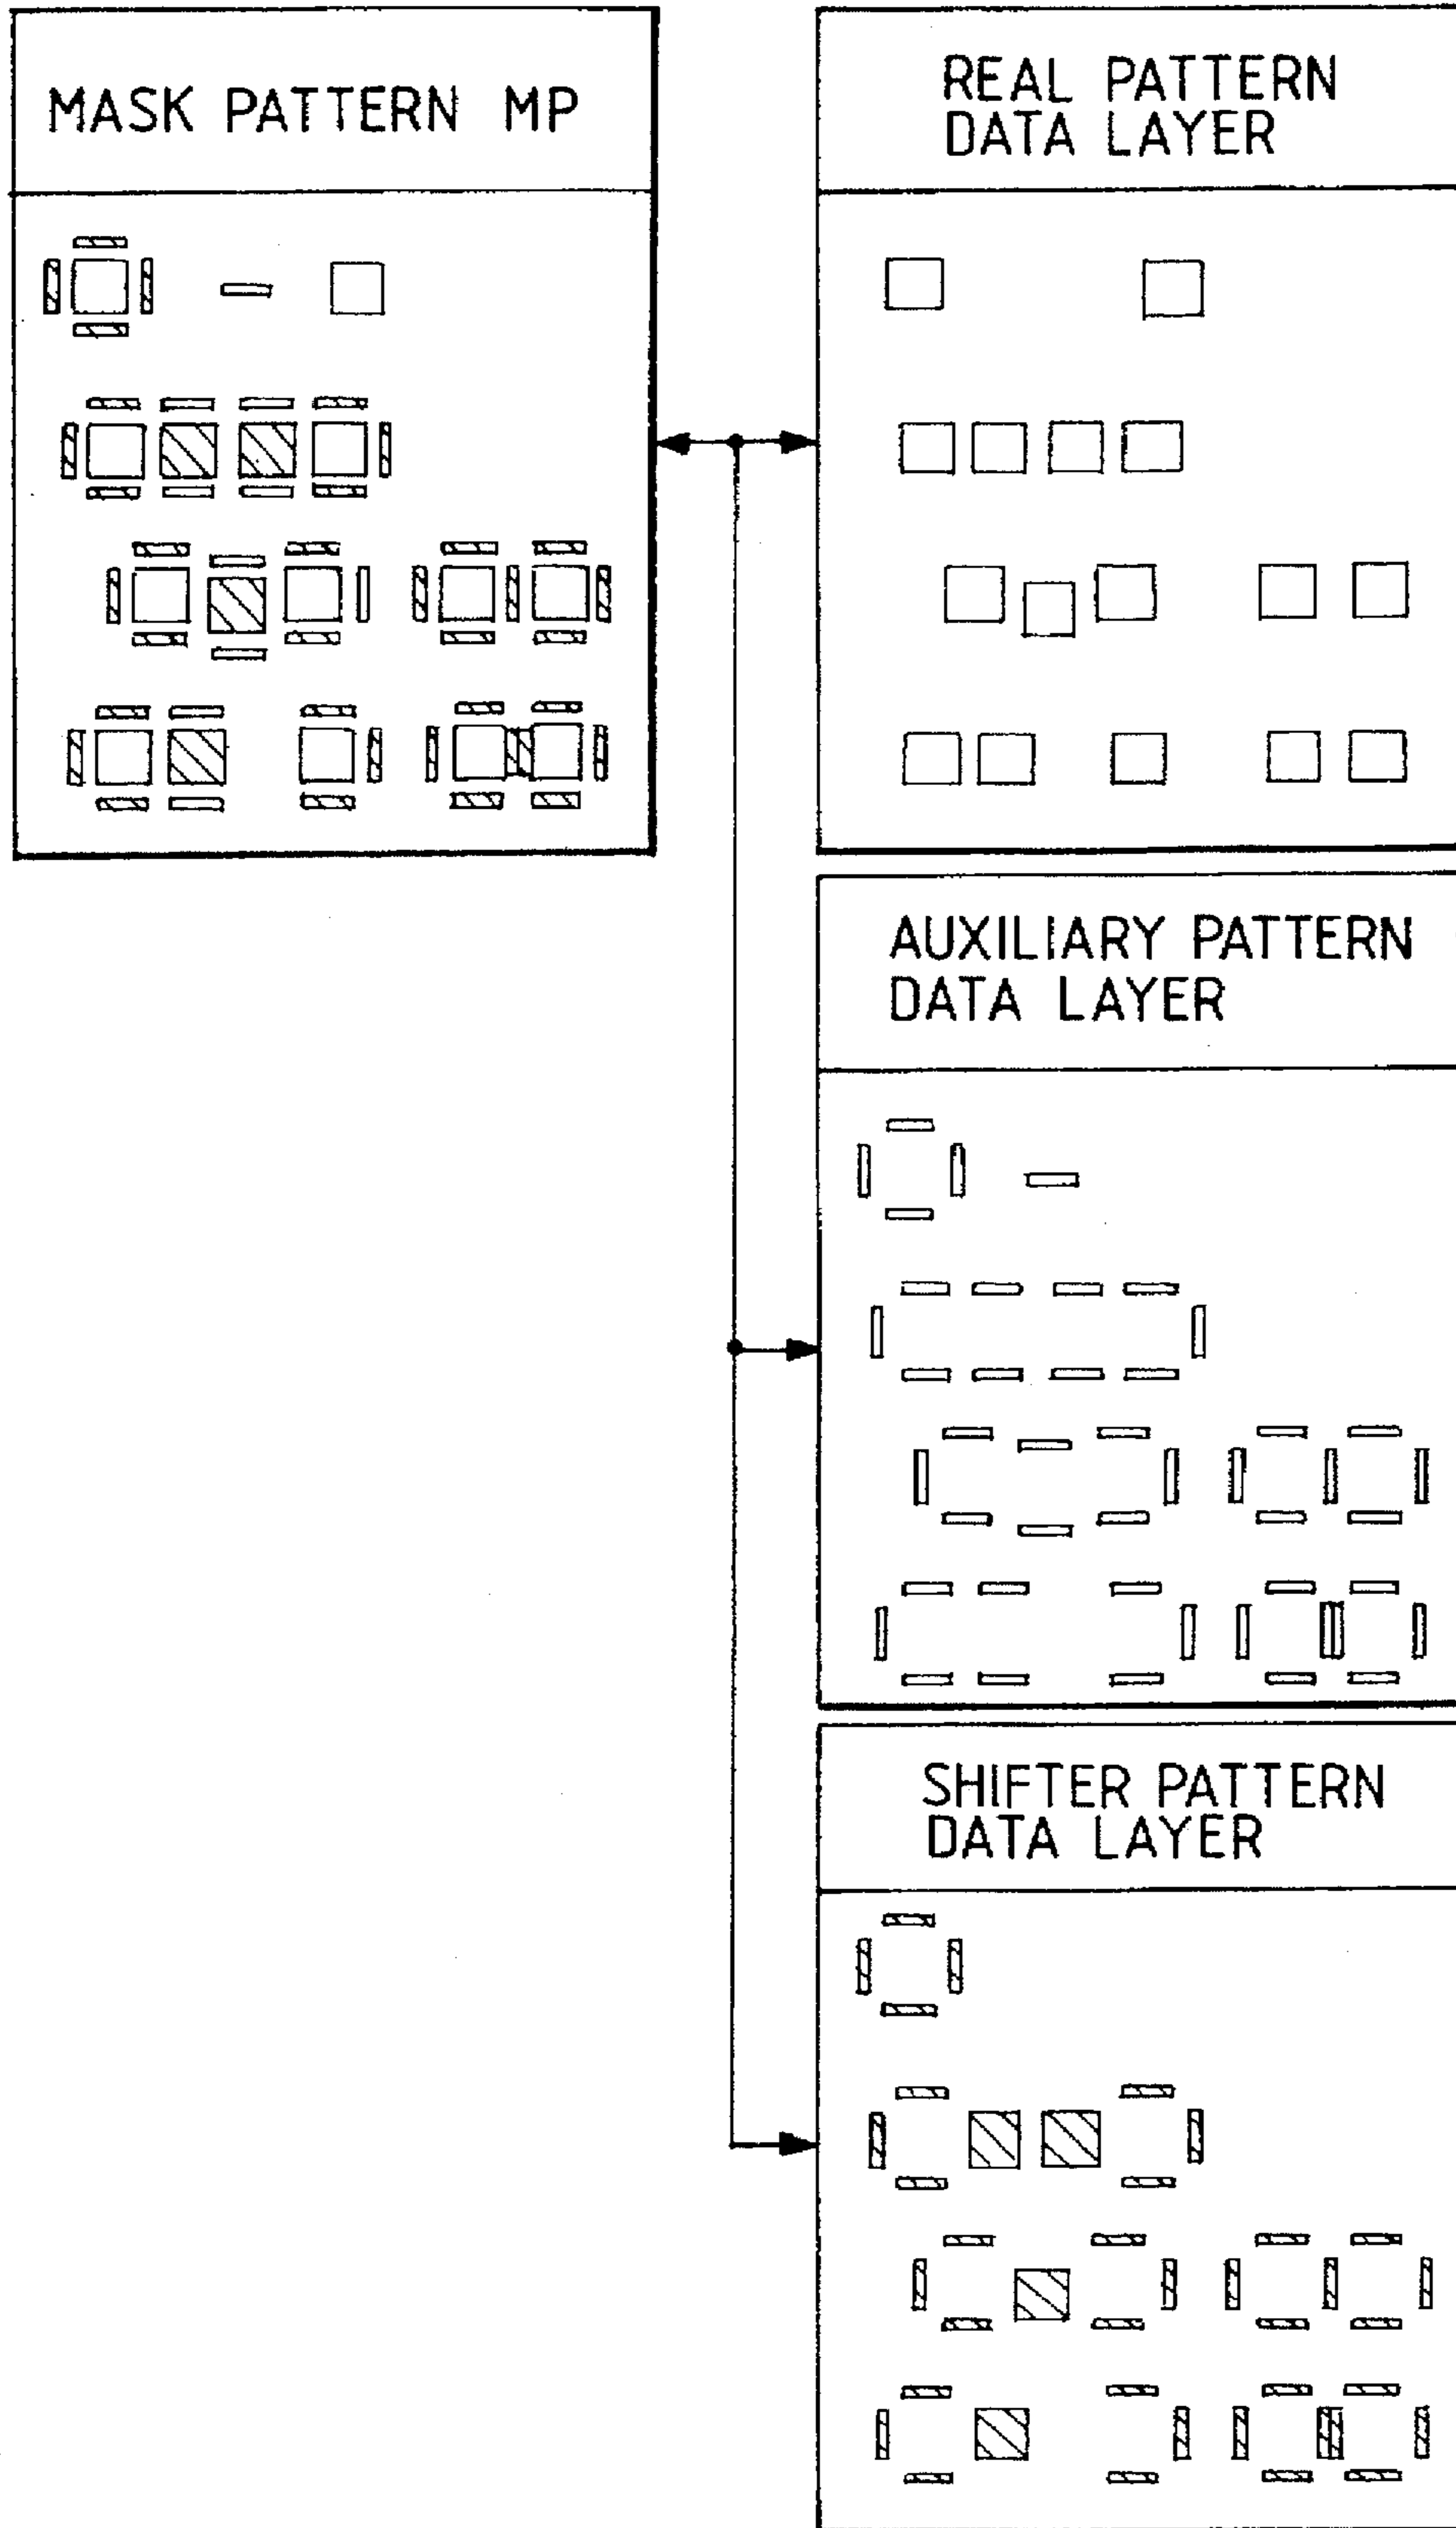 MASK PATTERN MP
REAL PATTERN
DATA LAYER
AUXILIARY PATTERN
DATA LAYER
SHIFTER PATTERN
DATA LAYER